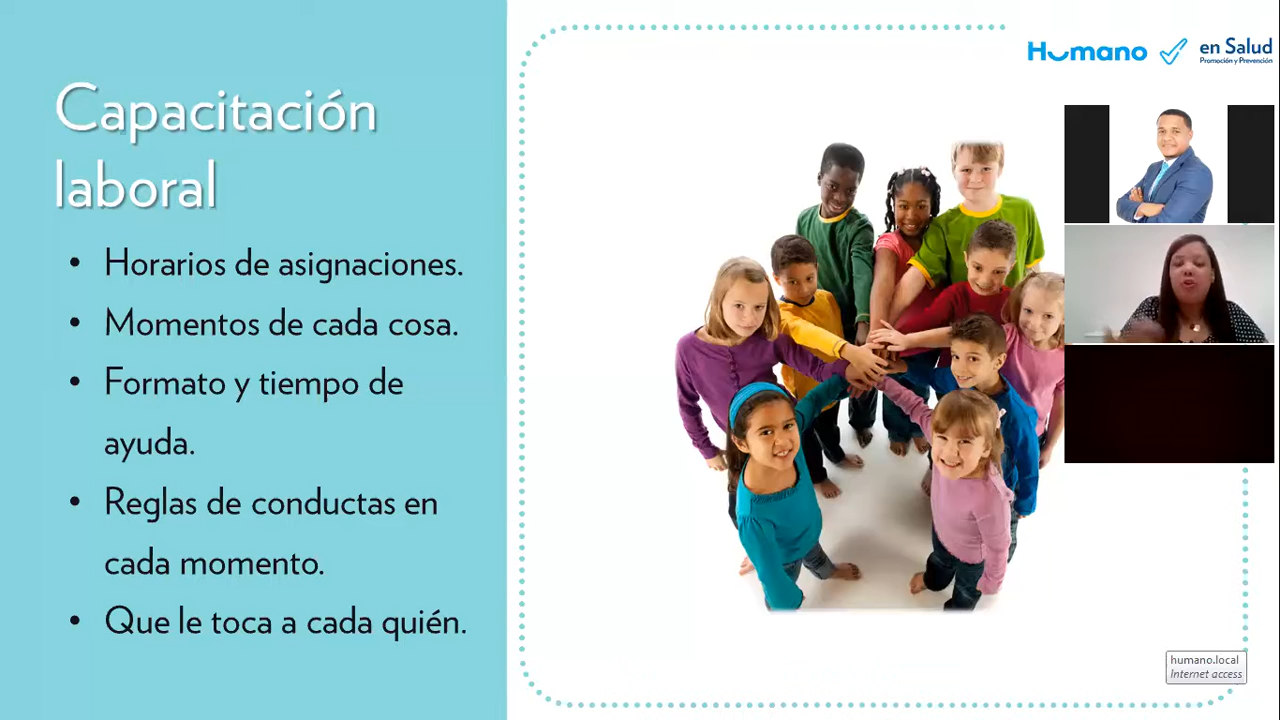 Capacitación
laboral
• Horarios de asignaciones.
• Momentos de cada cosa.
• Formato y tiempo de
ayuda.
• Reglas de conductas en
cada momento.
• Que le toca a cada quién.
Humano en Salud
Promoción y Prevención
humano.local
Internet access